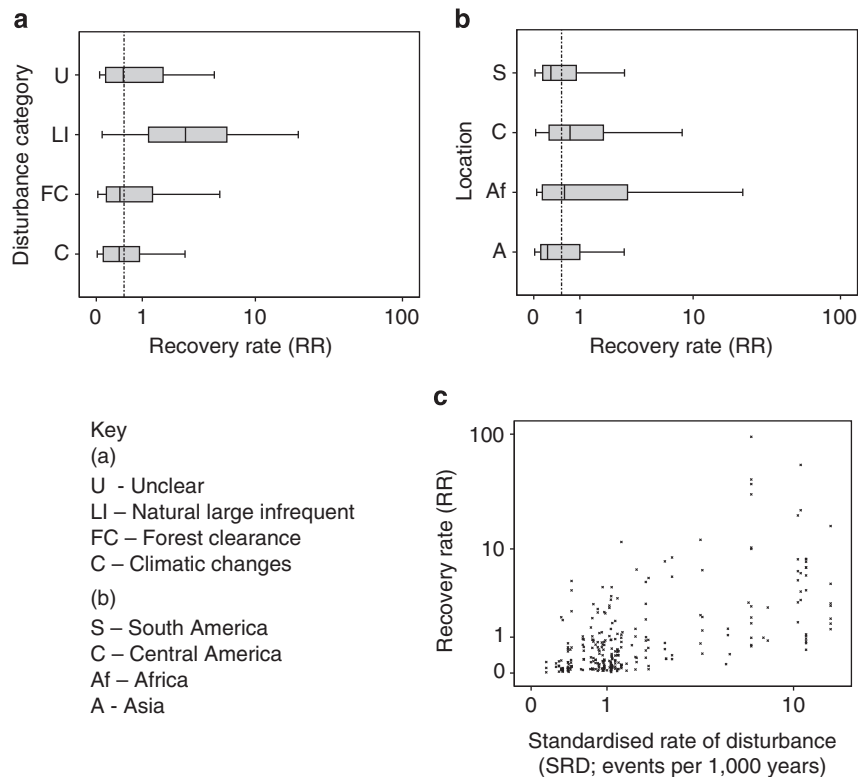 a
Disturbance category
U
LI
FC
C
0 1 10 100
Recovery rate (RR)
b
Location
S
C
Af
A
0 1 10 100
Recovery rate (RR)
Key
(a)
U - Unclear
LI – Natural large infrequent
FC – Forest clearance
C – Climatic changes
(b)
S – South America
C – Central America
Af – Africa
A - Asia
c
Recovery rate (RR)
100
10
1
0
0 1 10
Standardised rate of disturbance
(SRD; events per 1,000 years)